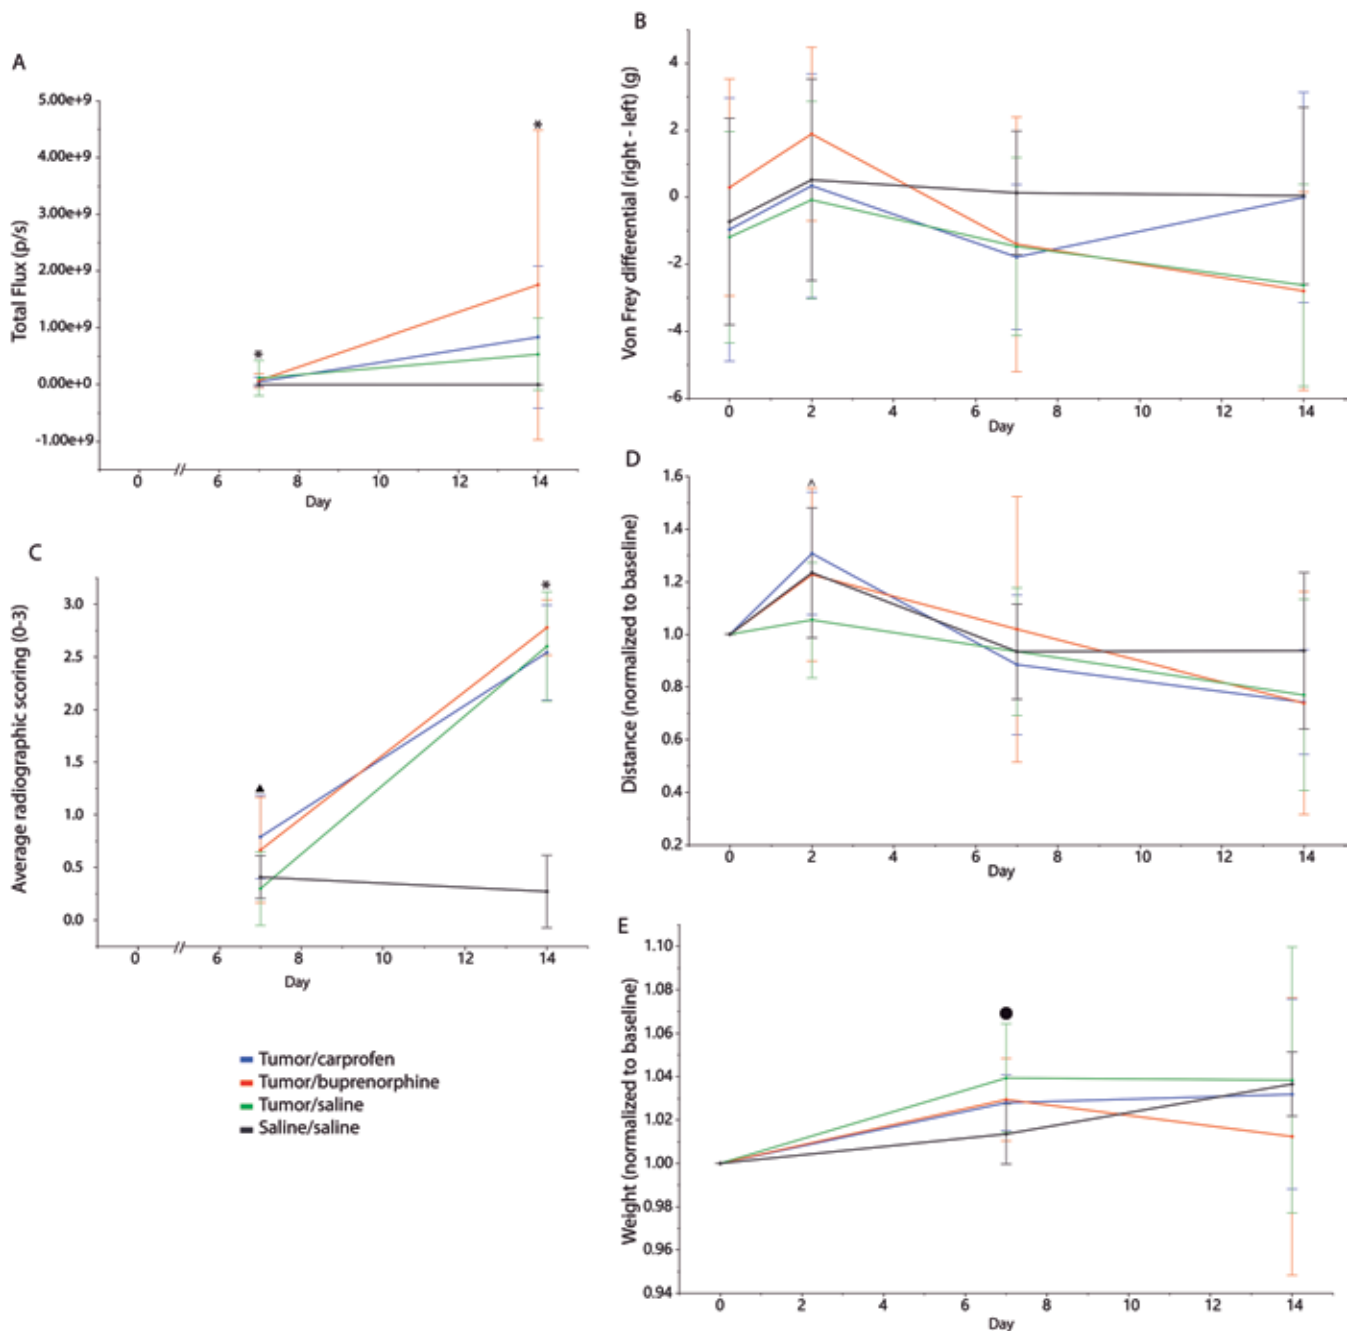 A
5.00e+9
4.00e+9
3.00e+9
2.00e+9
1.00e+9
0.00e+0
-1.00e+9
Total Flux (p/s)
*
*
0
6
8
10
12
14
Day
B
4
2
0
-2
-4
-6
Von Frey differential (right - left) (g)
0
2
4
6
8
10
12
14
Day
C
3.0
2.5
2.0
1.5
1.0
0.5
0.0
Average radiographic scoring (0-3)
*
0
6
8
10
12
14
Day
D
1.6
1.4
1.2
1.0
0.8
0.6
0.4
0.2
Distance (normalized to baseline)
0
2
4
6
8
10
12
14
Day
Tumor/carprofen
Tumor/buprenorphine
Tumor/saline
Saline/saline
E
1.10
1.08
1.06
1.04
1.02
1.00
0.98
0.96
0.94
Weight (normalized to baseline)
0
2
4
6
8
10
12
14
Day